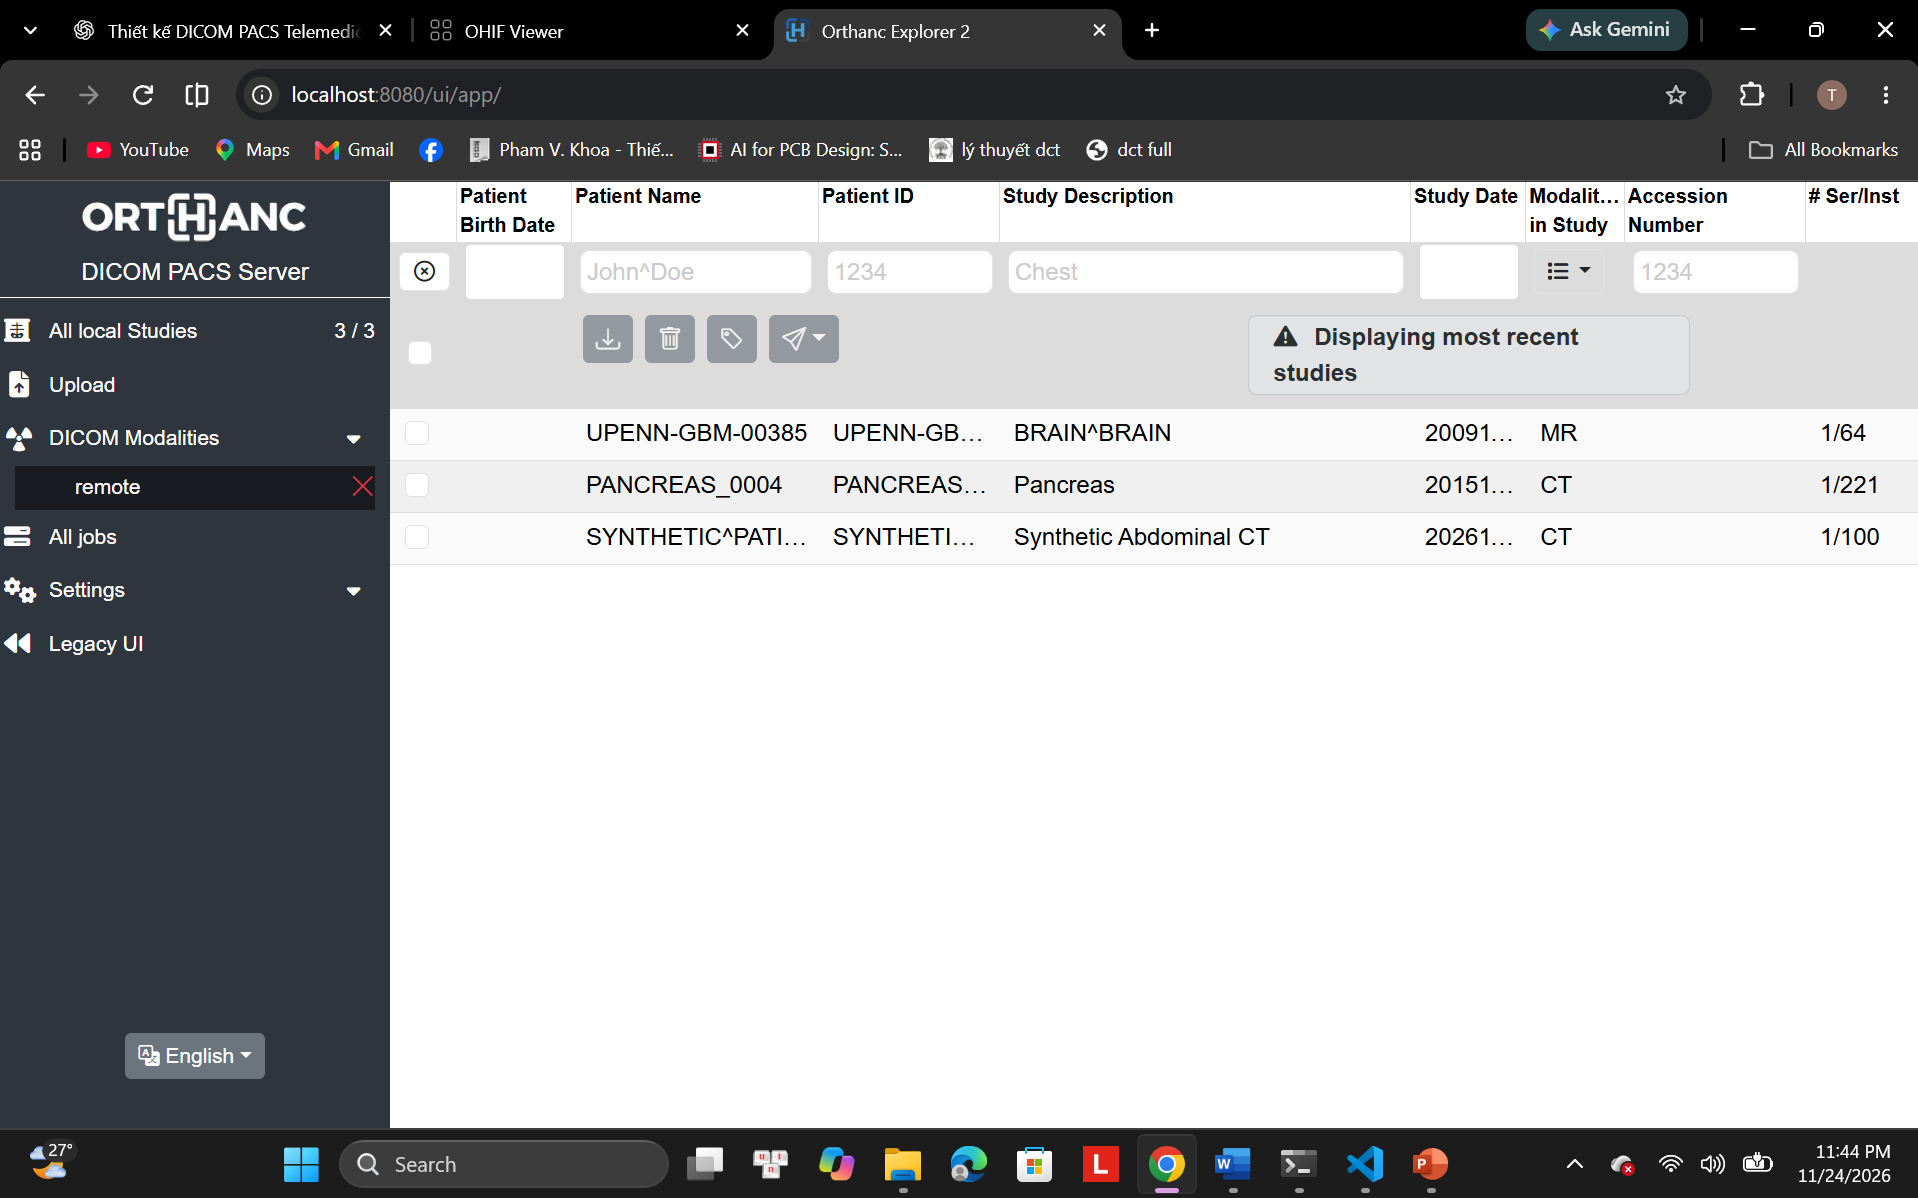 Thiết kế DICOM PACS Telemedic
OHIF Viewer
Orthanc Explorer 2
Ask Gemini
localhost:8080/ui/app/
T
YouTube
Maps
Gmail
Pham V. Khoa - Thiế...
AI for PCB Design: S...
lý thuyết dct
dct full
All Bookmarks
ORTHANC
DICOM PACS Server
All local Studies 3 / 3
Upload
DICOM Modalities
remote
All jobs
Settings
Legacy UI
English
Patient Birth Date
Patient Name
Patient ID
Study Description
Study Date
Modalit... in Study
Accession Number
# Ser/Inst
John^Doe
1234
Chest
1234
Displaying most recent
studies
UPENN-GBM-00385 UPENN-GB... BRAIN^BRAIN 20091... MR 1/64
PANCREAS_0004 PANCREAS... Pancreas 20151... CT 1/221
SYNTHETIC^PATI... SYNTHETI... Synthetic Abdominal CT 20261... CT 1/100
27°
Search
11:44 PM
11/24/2026